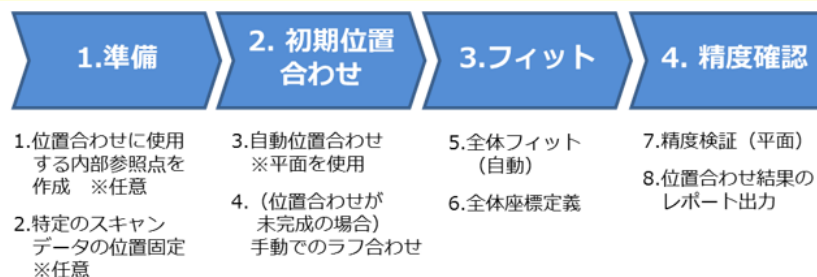 1.準備
2. 初期位置
合わせ
3.フィット
4. 精度確認
1.位置合わせに使用
する内部参照点を
作成　※任意
2.特定のスキャン
データの位置固定
※任意
3.自動位置合わせ
※平面を使用
4.（位置合わせが
未完成の場合）
手動でのラフ合わせ
5.全体フィット
（自動）
6.全体座標定義
7.精度検証（平面）
8.位置合わせ結果の
レポート出力